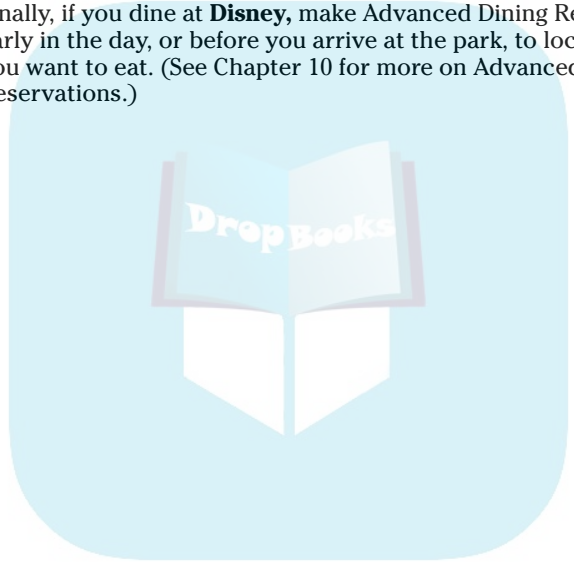 nally, if you dine at Disney, make Advanced Dining Re
arly in the day, or before you arrive at the park, to loc
ou want to eat. (See Chapter 10 for more on Advanced
eservations.)
DropBooks